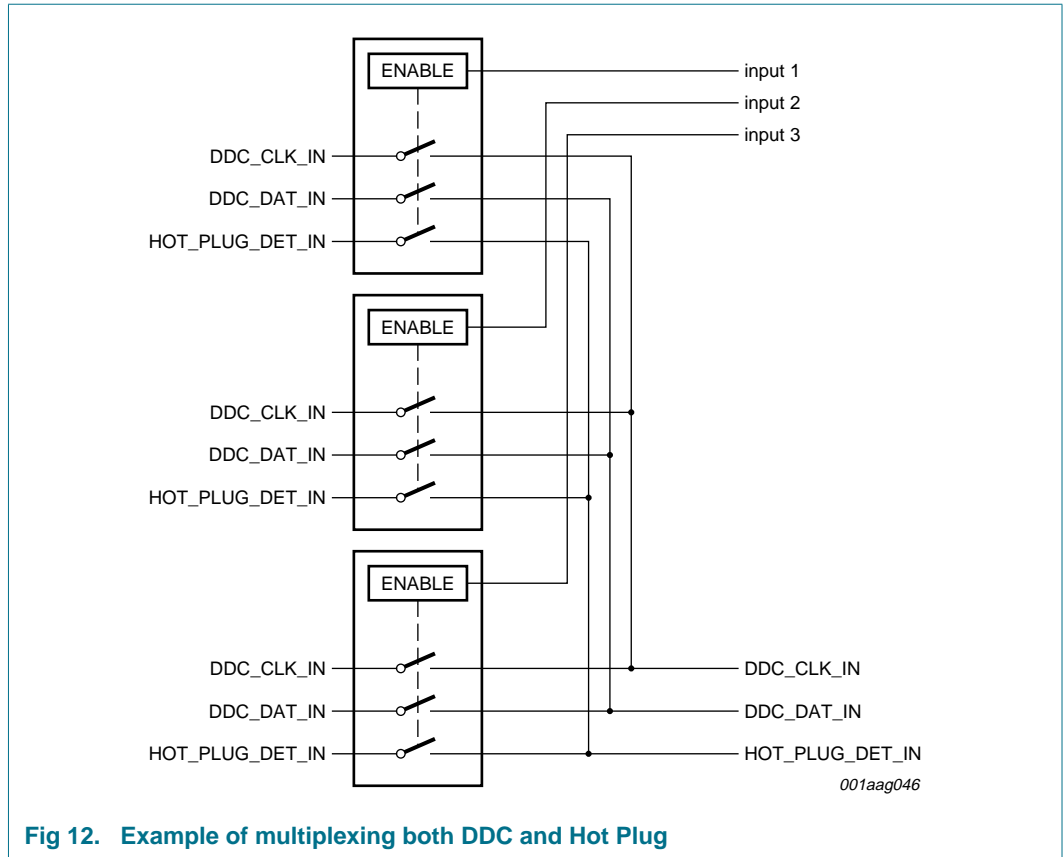 ENABLE
input 1
input 2
input 3
DDC_CLK_IN
DDC_DAT_IN
HOT_PLUG_DET_IN
ENABLE
DDC_CLK_IN
DDC_DAT_IN
HOT_PLUG_DET_IN
ENABLE
DDC_CLK_IN
DDC_CLK_IN
DDC_DAT_IN
DDC_DAT_IN
HOT_PLUG_DET_IN
HOT_PLUG_DET_IN
001aag046
Fig 12. Example of multiplexing both DDC and Hot Plug